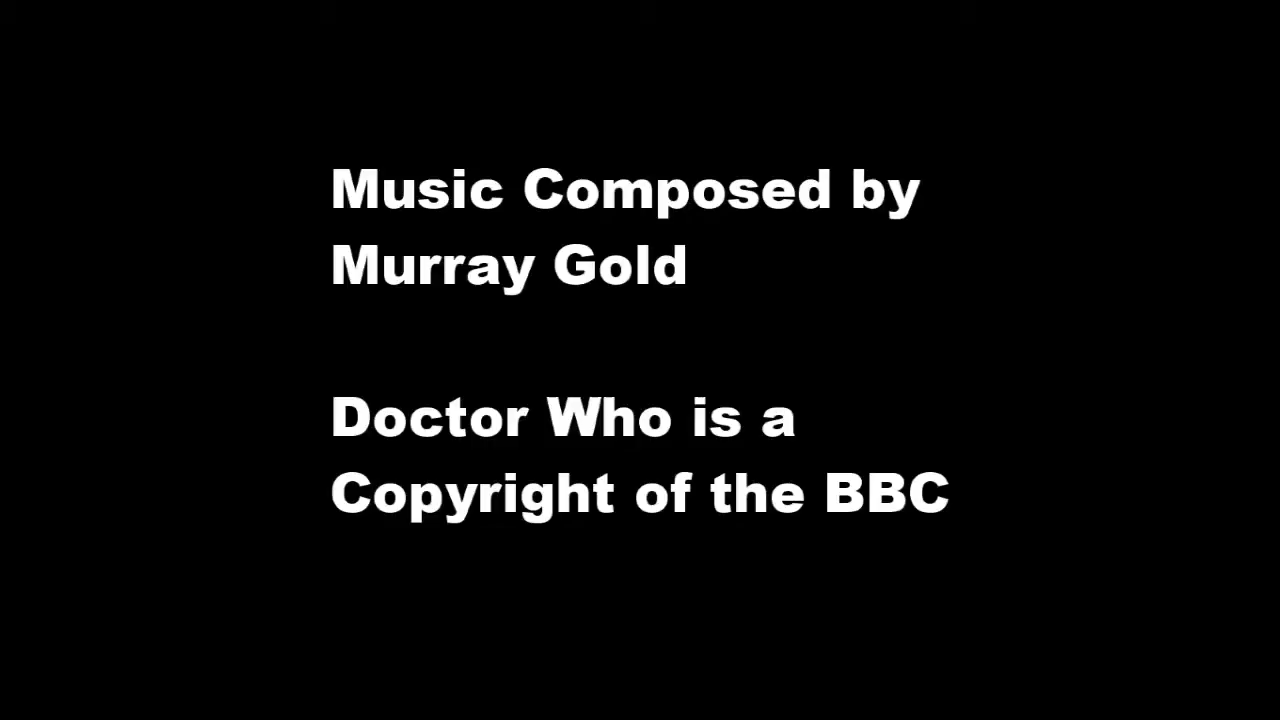 Music Composed by
Murray Gold
Doctor Who is a
Copyright of the BBC